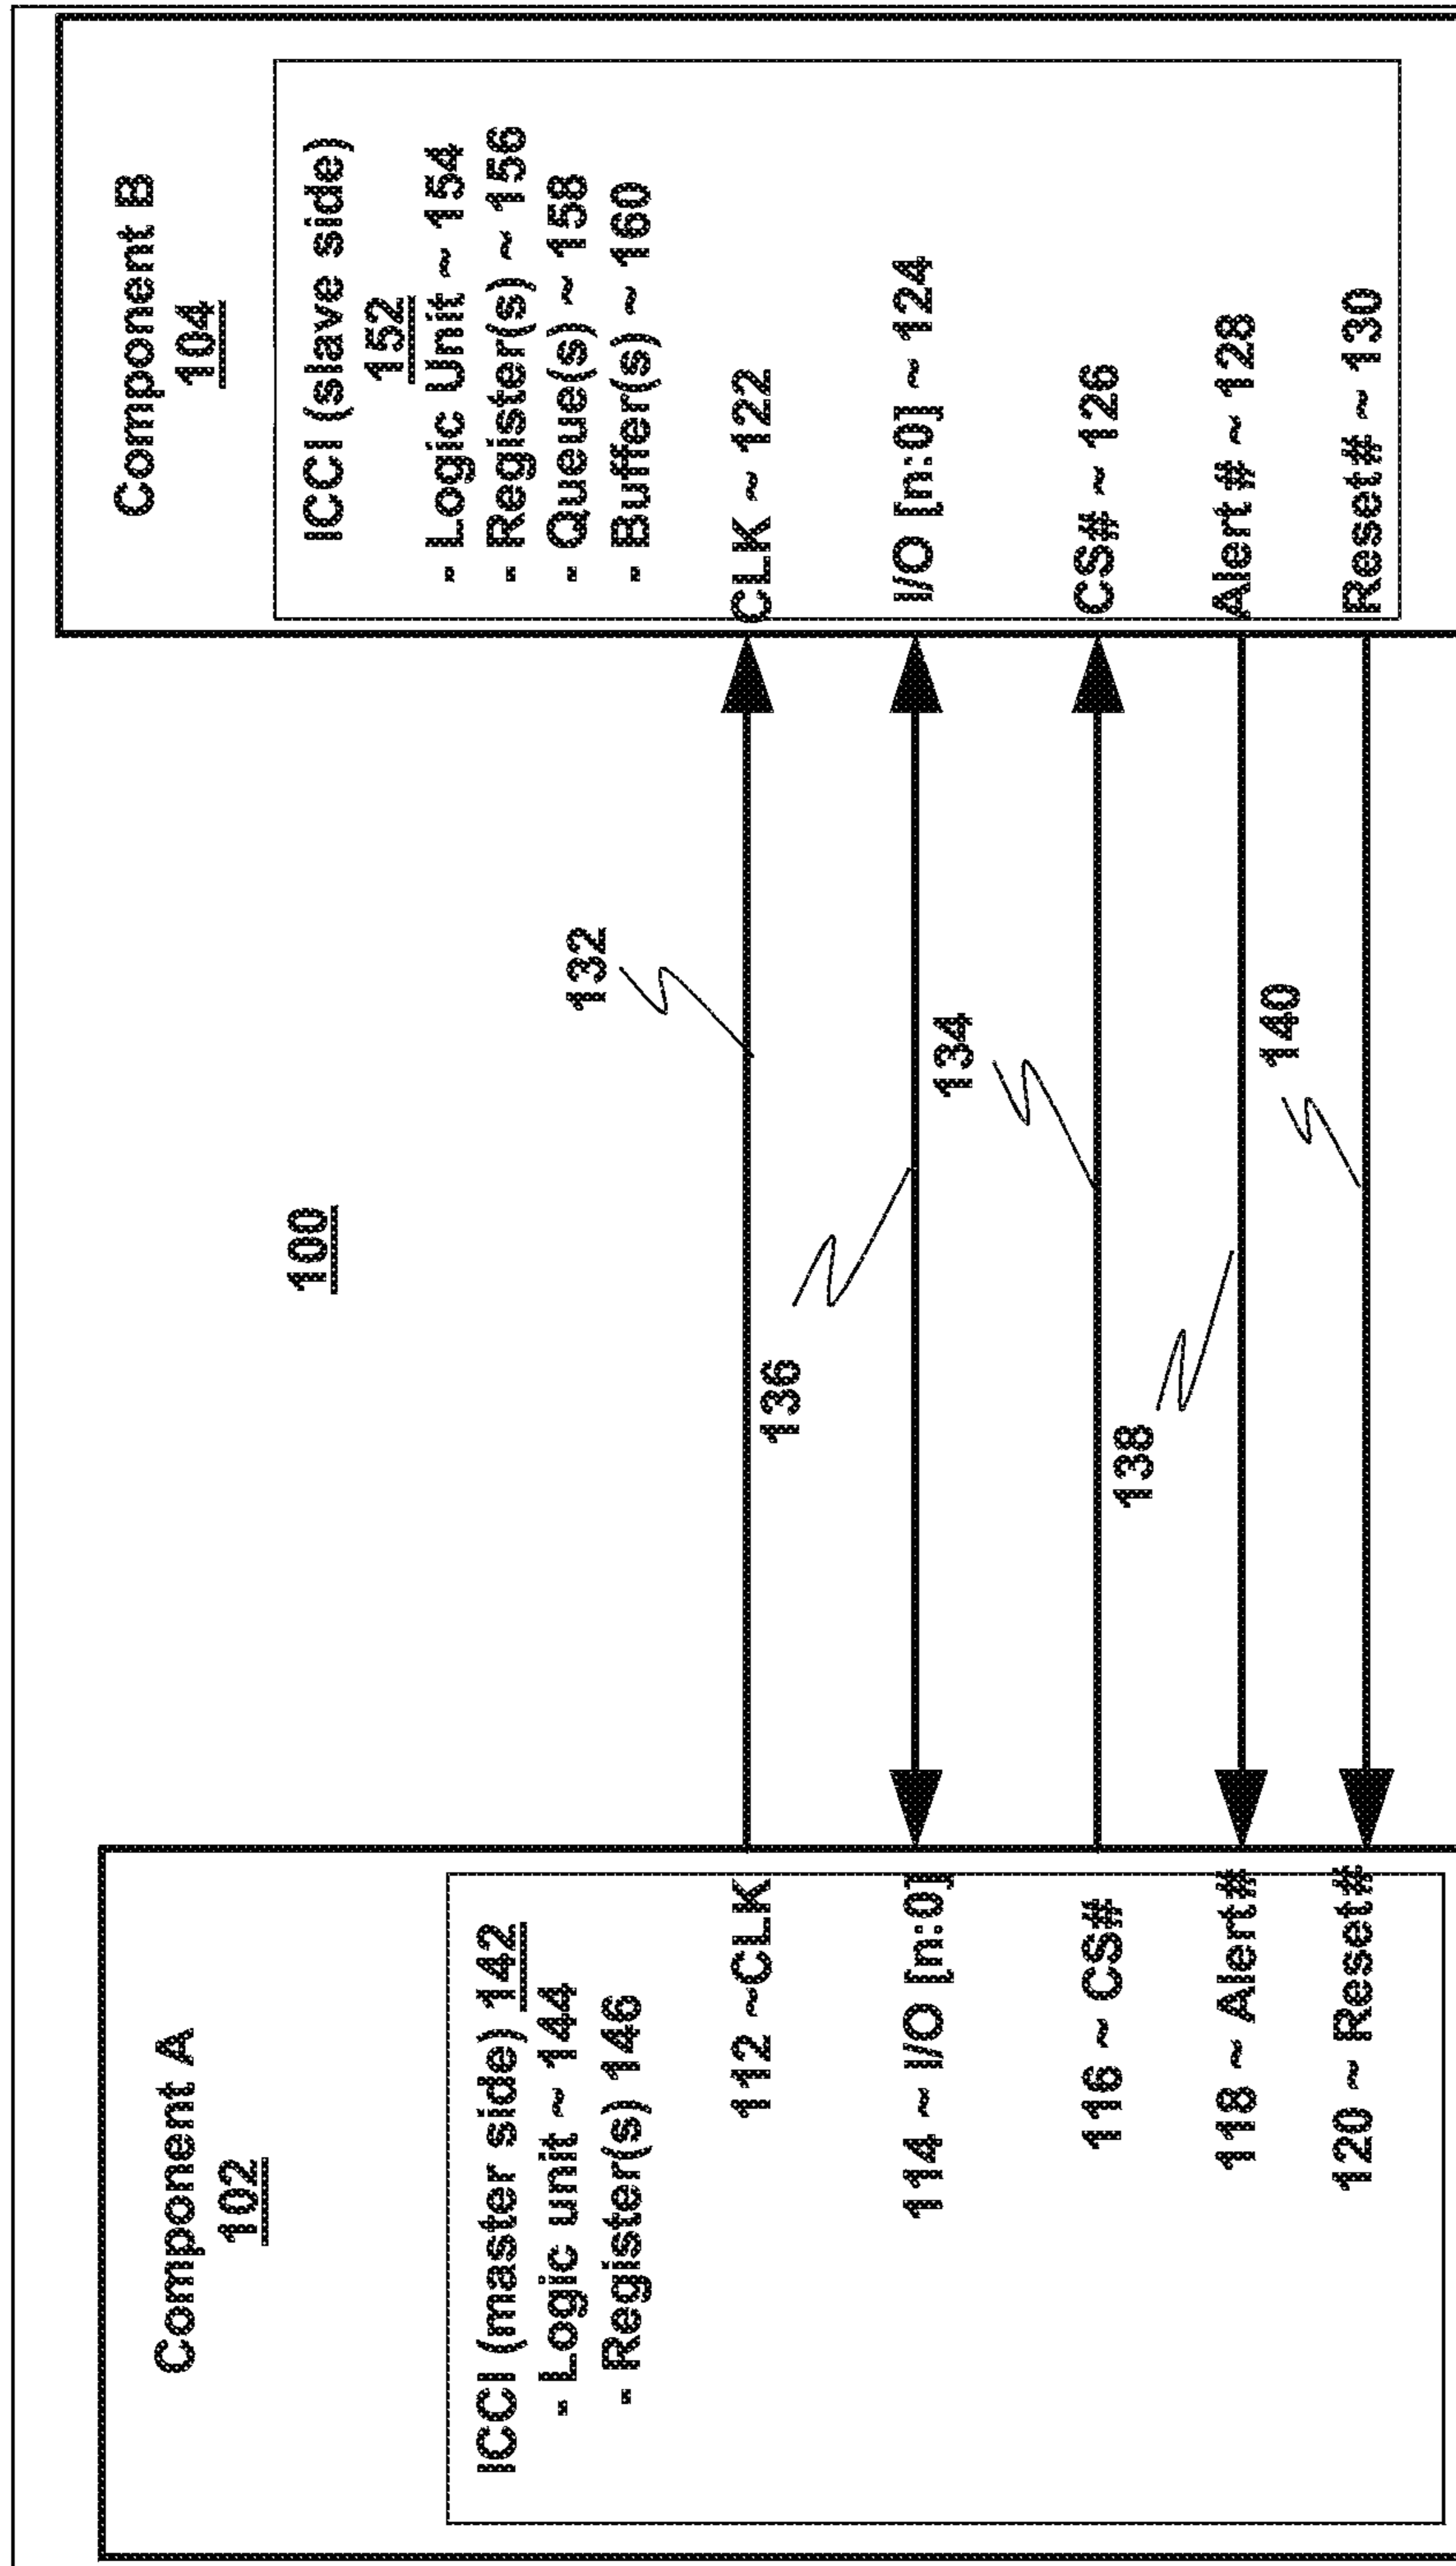 Component A
102
ICCI (master side) 142
- Logic unit ~ 144
- Register(s) 146
112 ~CLK
114 ~ I/O [n:0]
116 ~ CS#
118 ~ Alert#
120 ~ Reset#
100
132
136
134
138
140
Component B
104
ICCI (slave side)
152
- Logic Unit ~ 154
- Register(s) ~ 156
- Queue(s) ~ 158
- Buffer(s) ~ 160
CLK ~ 122
I/O [n:0] ~ 124
CS# ~ 126
Alert# ~ 128
Reset# ~ 130